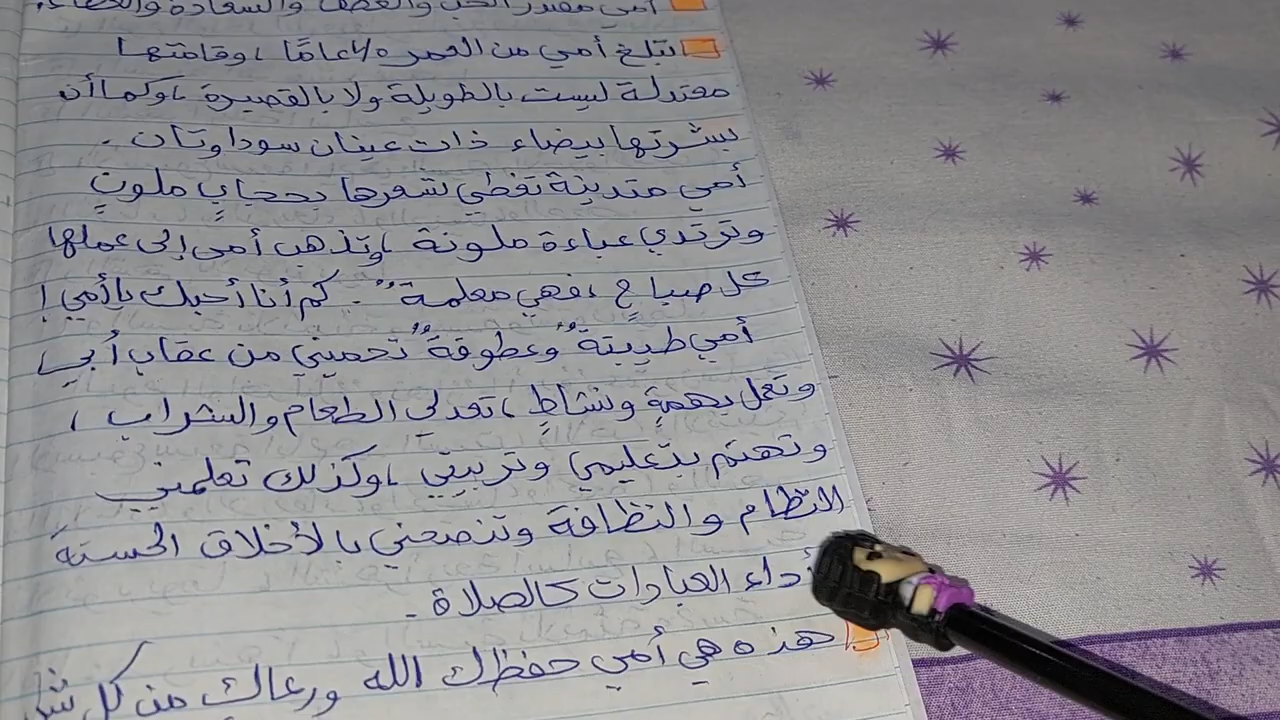 أمي مصدر الحب والعطف والسعادة
تبلغ أمي من العمر عامًا ، وقامتها
معتدلة ليست بالطويلة ولا بالقصيرة ، وكما أن
بشرتها بيضاء ذات عينان سوداوتان .
أمي متدينة تغطي شعرها بحجابٍ ملونٍ
وترتدي عباءة ملونة ، وتذهب أمي إلى عملها
كل صباحٍ ، فهي معلمةٌ . كم أنا أحبك يا أمي !
أمي طيبةٌ وعطوفةٌ تحميني من عقاب أبي ،
وتعمل بهمةٍ ونشاطٍ ، تعد لي الطعام والشراب ،
وتهتم بتعليمي وتربيتي ، وكذلك تعلمني
النظام والنظافة وتنصحني بالأخلاق الحسنة
أداء العبادات كالصلاة .
هذه هي أمي حفظك الله ورعاك من كل